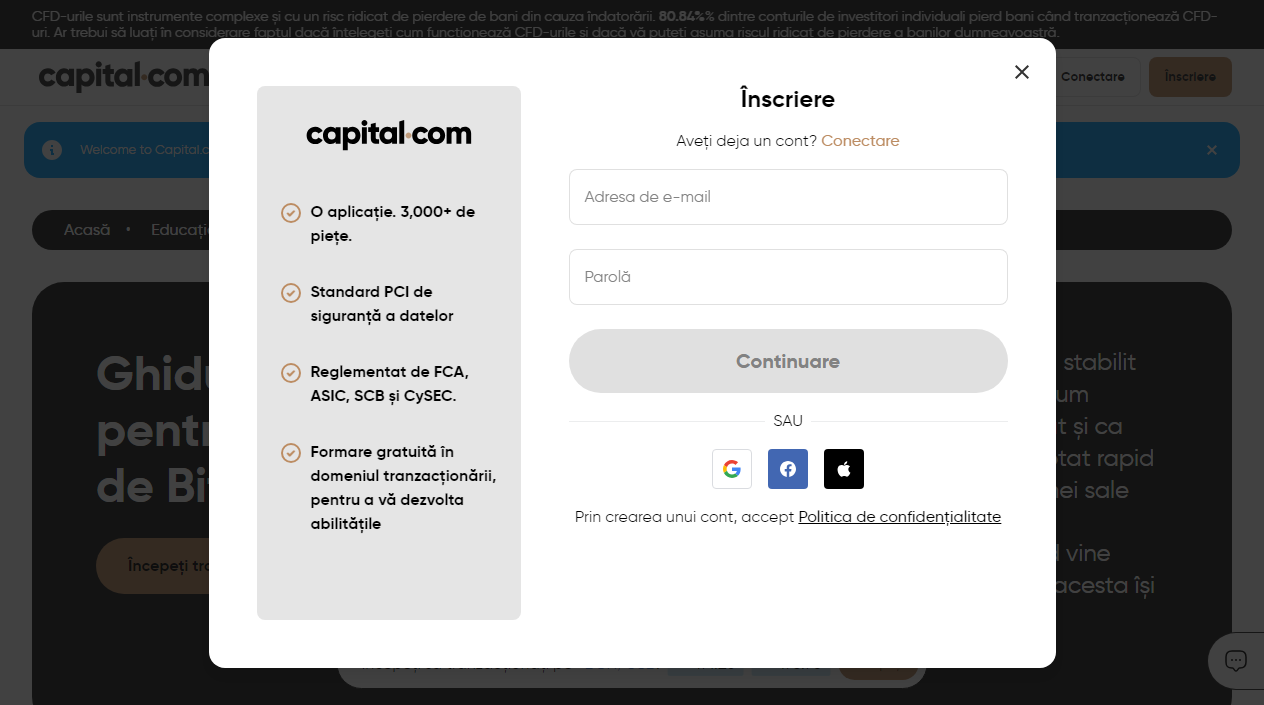 CFD-urile sunt instrumente complexe și cu un risc ridicat de pierdere de bani din cauza îndatorării. 80.84%% dintre conturile de investitori individuali pierd bani când tranzacționează CFD-
uri. Ar trebui să luați în considerare faptul dacă înțelegeți cum funcționează CFD-urile și dacă vă puteți asuma riscul ridicat de pierdere a banilor dumneavoastră.
capital.com
Conectare
Înscriere
Welcome to Capital.c
Acasă
Educați
Ghidu
pentr
de Bi
Începeți tr
stabilit
um
t și ca
tat rapid
nei sale
vine
acesta își
capital.com
O aplicație. 3,000+ de
piețe.
Standard PCI de
siguranță a datelor
Reglementat de FCA,
ASIC, SCB și CySEC.
Formare gratuită în
domeniul tranzacționării,
pentru a vă dezvolta
abilitățile
Înscriere
Aveți deja un cont? Conectare
Adresa de e-mail
Parolă
Continuare
SAU
Prin crearea unui cont, accept Politica de confidențialitate